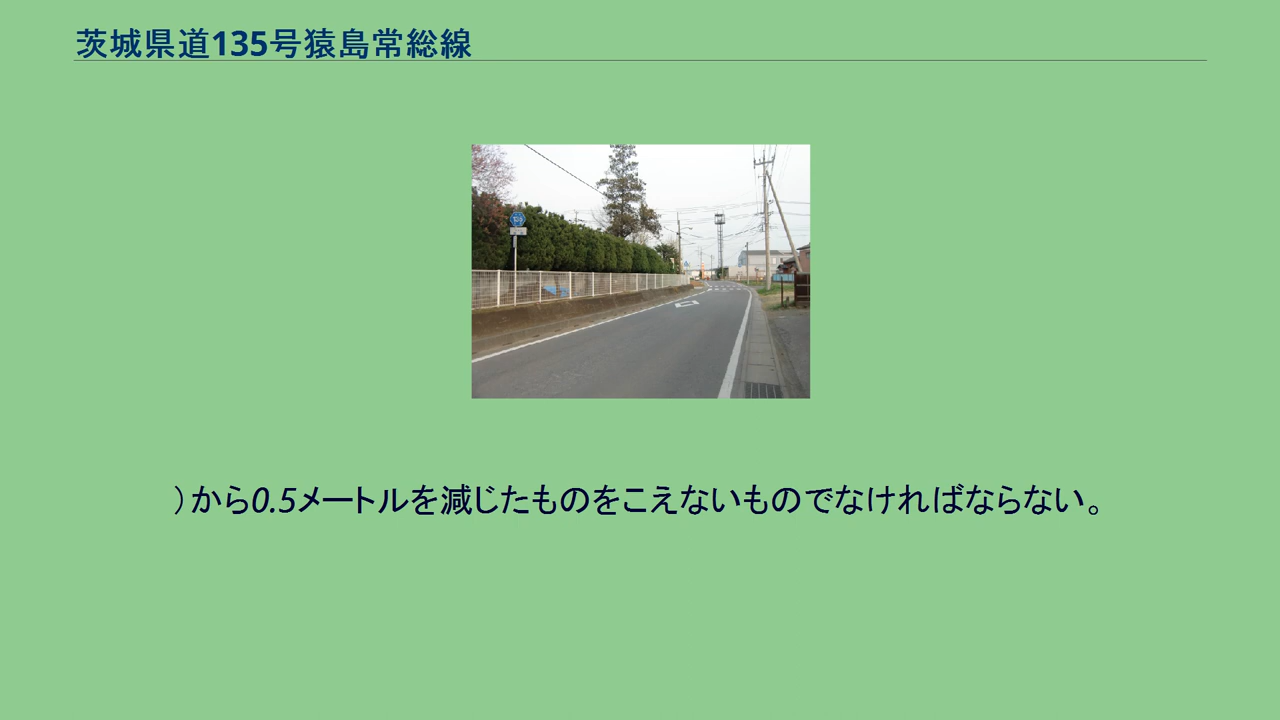 茨城県道135号猿島常総線
）から0.5メートルを減じたものをこえないものでなければならない。